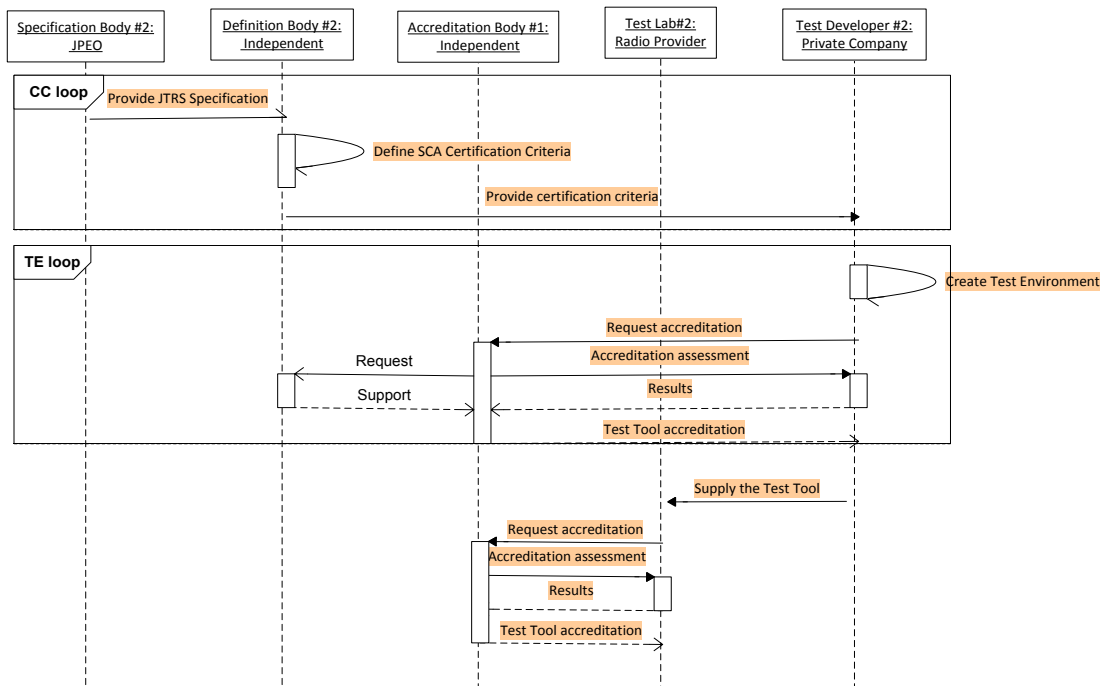 Specification Body #2:
JPEO
Definition Body #2:
Independent
Accreditation Body #1:
Independent
Test Lab#2:
Radio Provider
Test Developer #2:
Private Company
CC loop
Provide JTRS Specification
Define SCA Certification Criteria
Provide certification criteria
TE loop
Create Test Environment
Request accreditation
Request
Accreditation assessment
Support
Results
Test Tool accreditation
Supply the Test Tool
Request accreditation
Accreditation assessment
Results
Test Tool accreditation